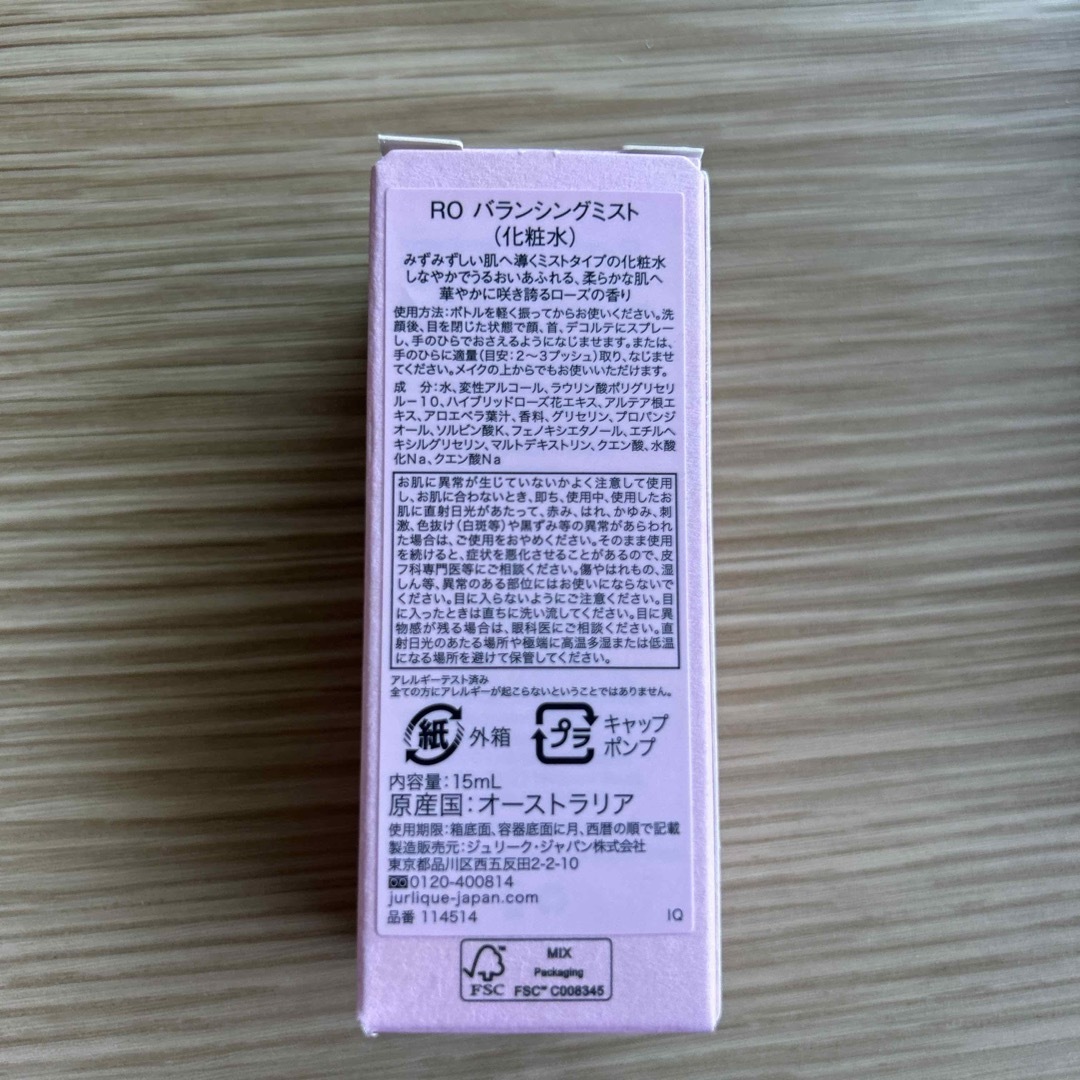 RO バランシングミスト
（化粧水）
みずみずしい肌へ導くミストタイプの化粧水
しなやかでうるおいあふれる、柔らかな肌へ
華やかに咲き誇るローズの香り
使用方法：ボトルを軽く振ってからお使いください。洗
顔後、目を閉じた状態で顔、首、デコルテにスプレー
し、手のひらでおさえるようになじませます。または、
手のひらに適量（目安：2～3プッシュ）取り、なじませ
てください。メイクの上からでもお使いいただけます。
成　分：水、変性アルコール、ラウリン酸ポリグリセリ
ル－10、ハイブリッドローズ花エキス、アルテア根エ
キス、アロエベラ葉汁、香料、グリセリン、プロパンジ
オール、ソルビン酸K、フェノキシエタノール、エチルヘ
キシルグリセリン、マルトデキストリン、クエン酸、水酸
化Na、クエン酸Na
お肌に異常が生じていないかよく注意して使用
し、お肌に合わないとき、即ち、使用中、使用したお
肌に直射日光があたって、赤み、はれ、かゆみ、刺
激、色抜け（白斑等）や黒ずみ等の異常があらわれ
た場合は、ご使用をおやめください。そのまま使用
を続けると、症状を悪化させることがあるので、皮
フ科専門医等にご相談ください。傷やはれもの、湿
しん等、異常のある部位にはお使いにならないで
ください。目に入らないようにご注意ください。目
に入ったときは直ちに洗い流してください。目に異
物感が残る場合は、眼科医にご相談ください。直
射日光のあたる場所や極端に高温多湿または低温
になる場所を避けて保管してください。
アレルギーテスト済み
全ての方にアレルギーが起こらないということではありません。
紙 外箱
プラ キャップ
ポンプ
内容量：15mL
原産国：オーストラリア
使用期限：箱底面、容器底面に月、西暦の順で記載
製造販売元：ジュリーク・ジャパン株式会社
東京都品川区西五反田2-2-10
0120-400814
jurlique-japan.com
品番 114514 IQ
FSC
MIX
Packaging
FSC™ C008345